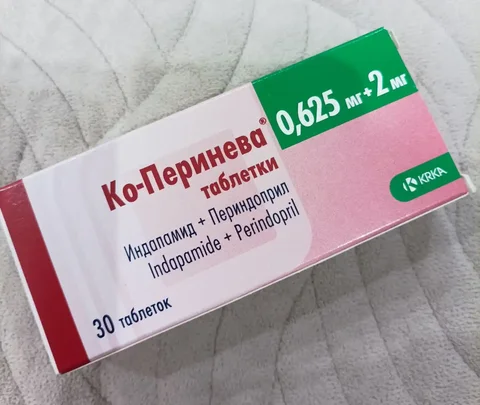 0,625 мг+2 мг
Ко-Перинева®
таблетки
Индапамид + Периндоприл
Indapamide + Perindopril
30 таблеток
KRKA